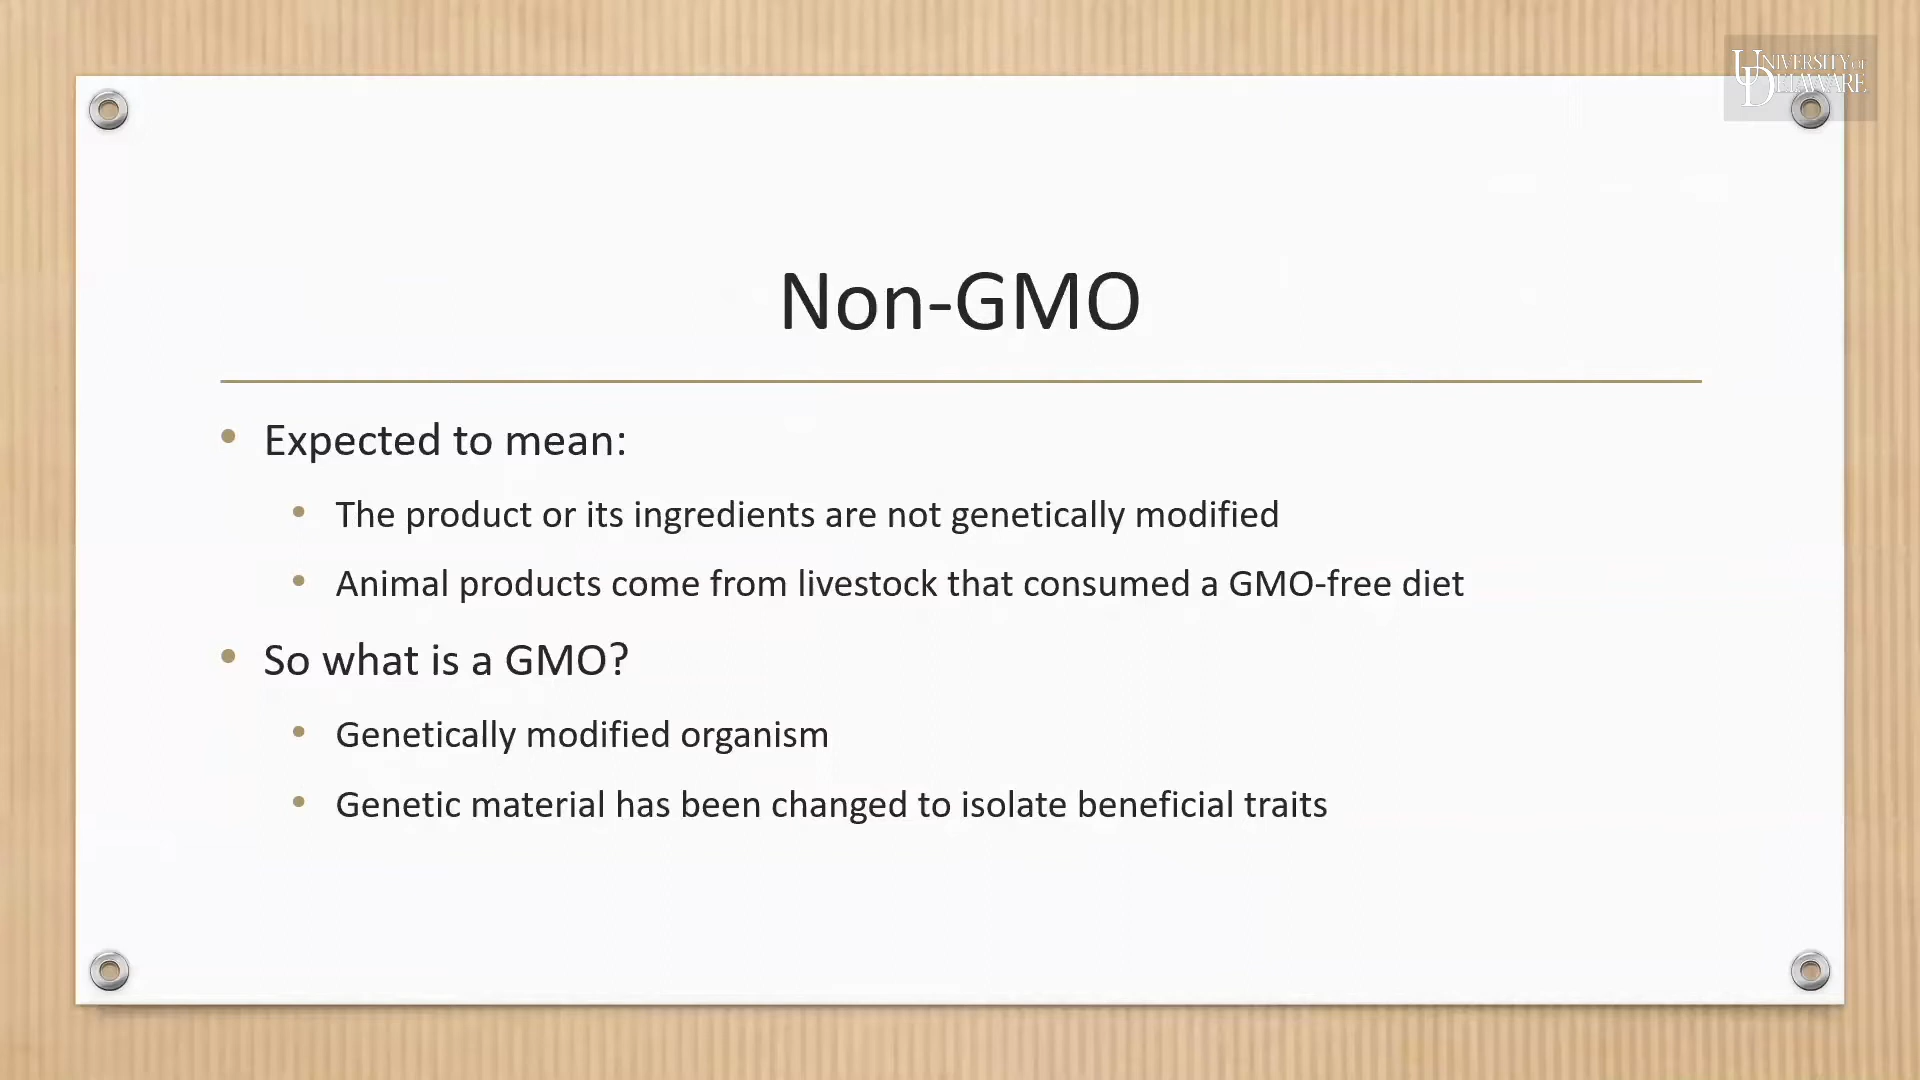 UNIVERSITY OF
DELAWARE
Non-GMO
Expected to mean:
The product or its ingredients are not genetically modified
Animal products come from livestock that consumed a GMO-free diet
So what is a GMO?
Genetically modified organism
Genetic material has been changed to isolate beneficial traits